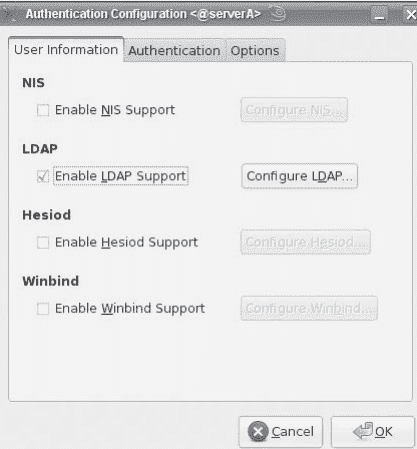 Authentication Configuration <@serverA>
User Information Authentication Options
NIS
Enable NIS Support Configure NIS...
LDAP
Enable LDAP Support Configure LDAP...
Hesiod
Enable Hesiod Support Configure Hesiod...
Winbind
Enable Winbind Support Configure Winbind...
Cancel OK